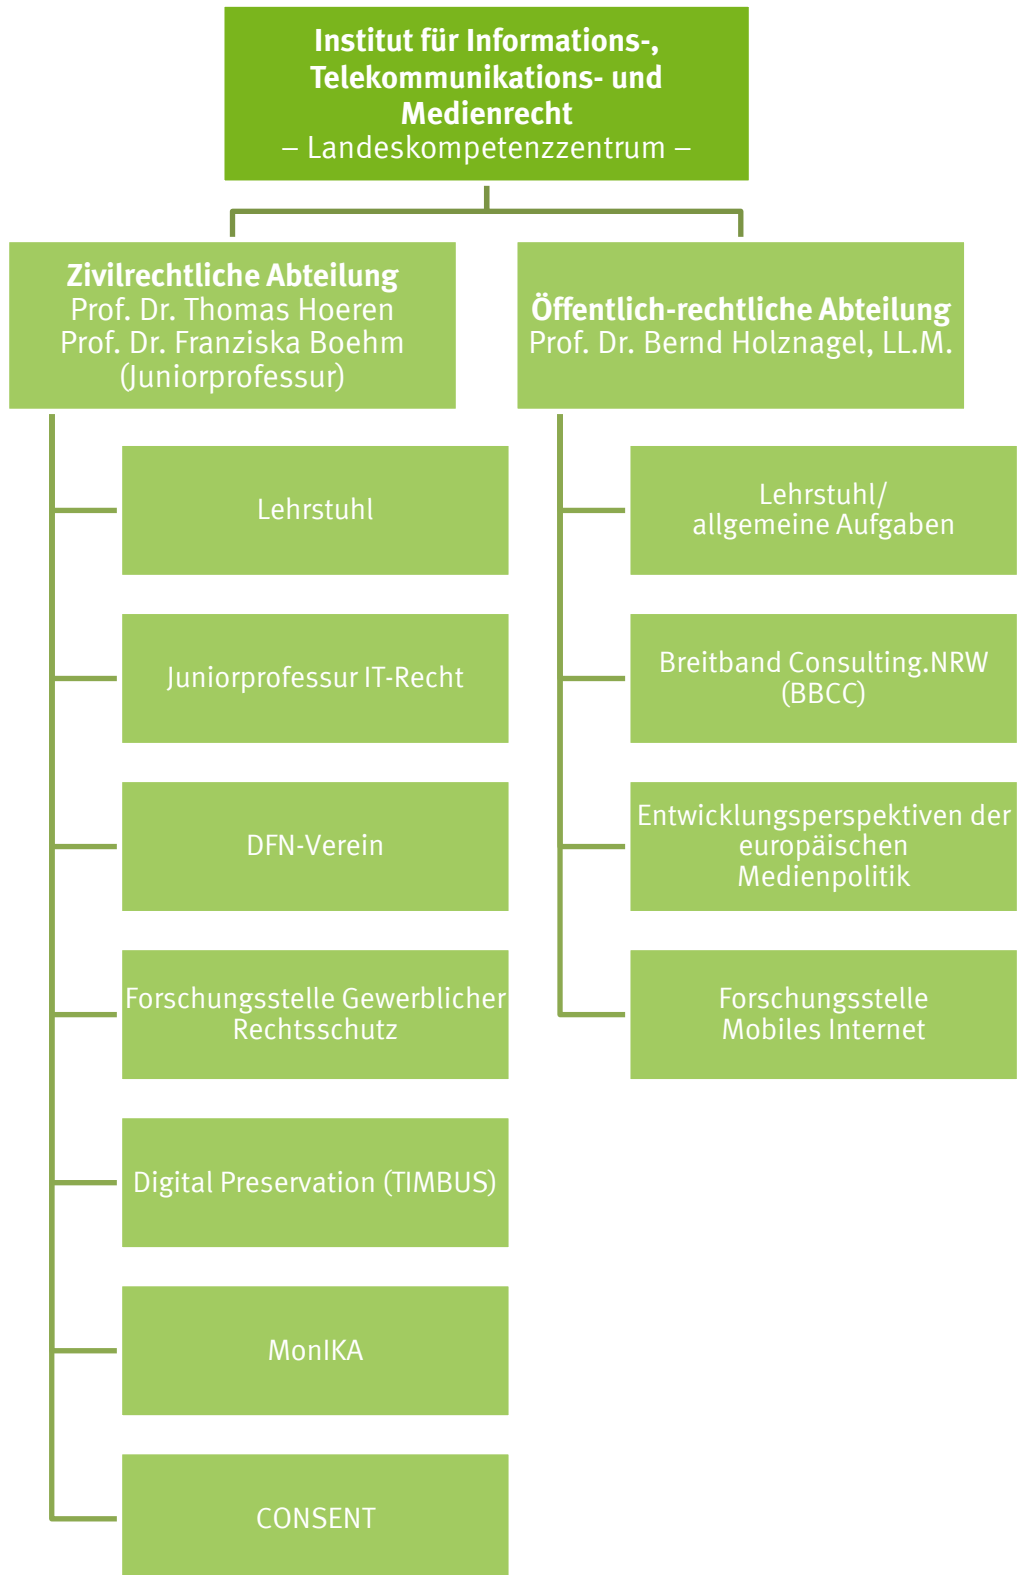 Institut für Informations-,
Telekommunikations- und
Medienrecht
– Landeskompetenzzentrum –
Zivilrechtliche Abteilung
Prof. Dr. Thomas Hoeren
Prof. Dr. Franziska Boehm
(Juniorprofessur)
Lehrstuhl
Juniorprofessur IT-Recht
DFN-Verein
Forschungsstelle Gewerblicher
Rechtsschutz
Digital Preservation (TIMBUS)
MonIKA
CONSENT
Öffentlich-rechtliche Abteilung
Prof. Dr. Bernd Holznagel, LL.M.
Lehrstuhl/
allgemeine Aufgaben
Breitband Consulting.NRW
(BBCC)
Entwicklungsperspektiven der
europäischen
Medienpolitik
Forschungsstelle
Mobiles Internet